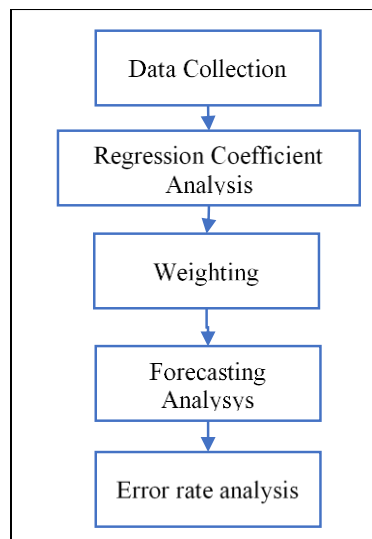 Data Collection
Regression Coefficient
Analysis
Weighting
Forecasting
Analysys
Error rate analysis